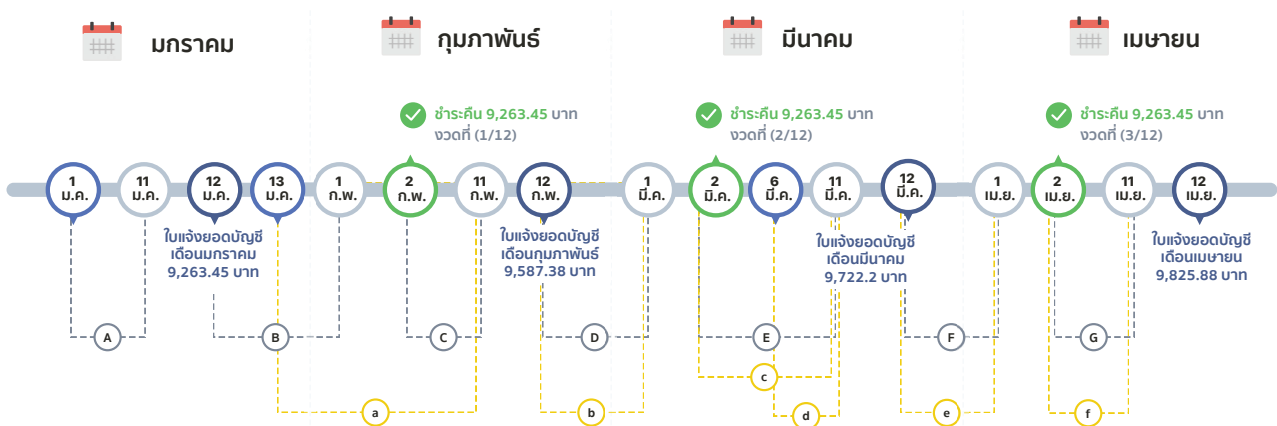 มกราคม
กุมภาพันธ์
มีนาคม
เมษายน
ชำระคืน 9,263.45 บาท
งวดที่ (1/12)
ชำระคืน 9,263.45 บาท
งวดที่ (2/12)
ชำระคืน 9,263.45 บาท
งวดที่ (3/12)
1
ม.ค.
11
ม.ค.
12
ม.ค.
13
ม.ค.
1
ก.พ.
2
ก.พ.
11
ก.พ.
12
ก.พ.
1
มี.ค.
2
มิ.ค.
6
มี.ค.
11
มี.ค.
12
มี.ค.
1
เม.ย.
2
เม.ย.
11
เม.ย.
12
เม.ย.
ใบแจ้งยอดบัญชี
เดือนมกราคม
9,263.45 บาท
ใบแจ้งยอดบัญชี
เดือนกุมภาพันธ์
9,587.38 บาท
ใบแจ้งยอดบัญชี
เดือนมีนาคม
9,722.2 บาท
ใบแจ้งยอดบัญชี
เดือนเมษายน
9,825.88 บาท
A
B
C
D
E
F
G
c
a
b
d
e
f